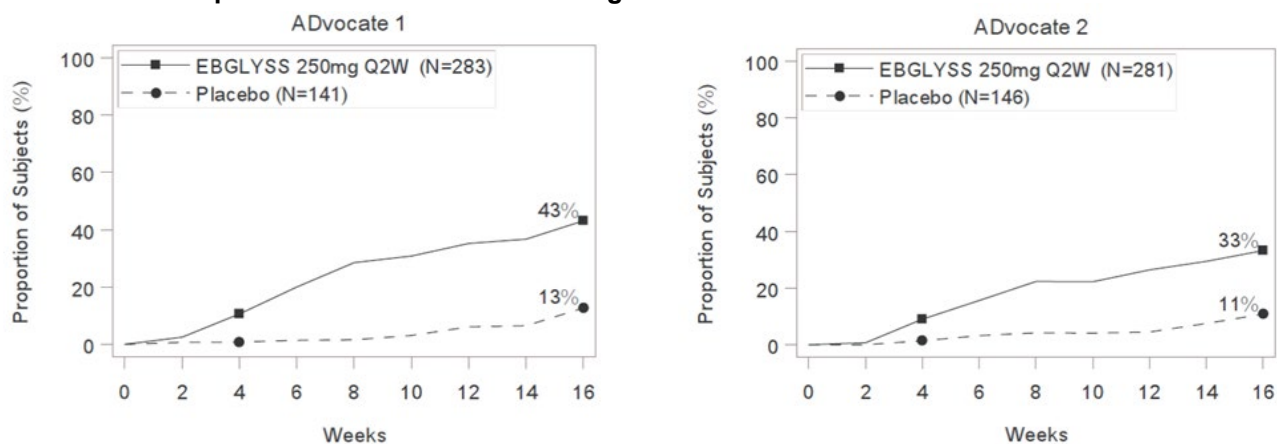 ADvocate 1
EBGLYSS 250mg Q2W (N=283)
Placebo (N=141)
Proportion of Subjects (%)
100
80
60
40
20
0
43%
13%
0 2 4 6 8 10 12 14 16
Weeks
ADvocate 2
EBGLYSS 250mg Q2W (N=281)
Placebo (N=146)
Proportion of Subjects (%)
100
80
60
40
20
0
33%
11%
0 2 4 6 8 10 12 14 16
Weeks